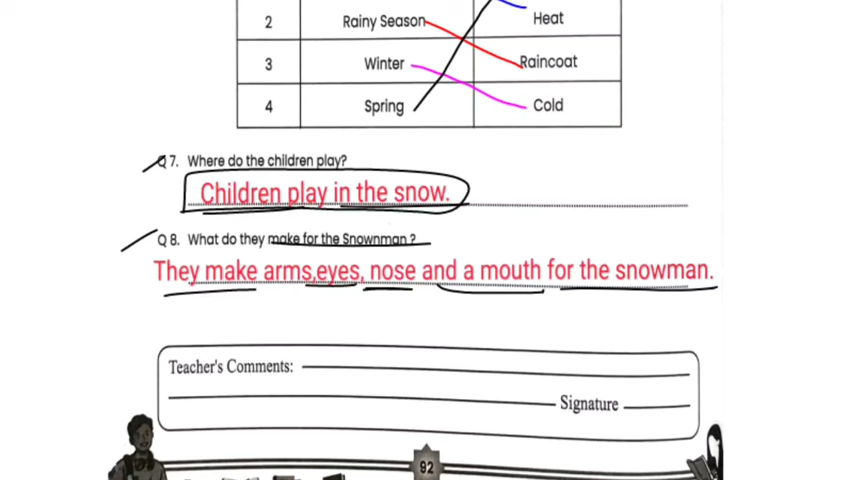 2 Rainy Season Heat
3 Winter Raincoat
4 Spring Cold
Q 7. Where do the children play?
Children play in the snow.
Q 8. What do they make for the Snownman ?
They make arms,eyes, nose and a mouth for the snowman.
Teacher's Comments:
Signature
92